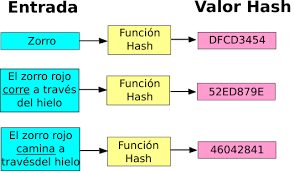 Entrada
Valor Hash
Zorro
Función
Hash
DFCD3454
El zorro rojo
corre a través
del hielo
Función
Hash
52ED879E
El zorro rojo
camina a
travésdel hielo
Función
Hash
46042841